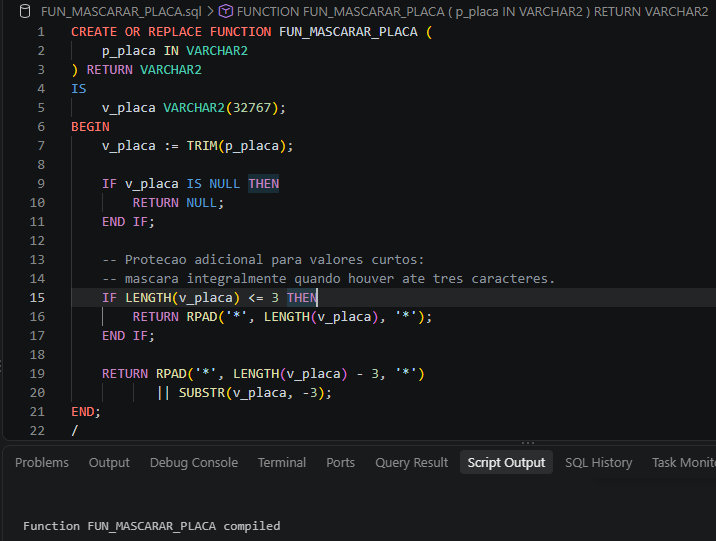 FUN_MASCARAR_PLACA.sql > FUNCTION FUN_MASCARAR_PLACA ( p_placa IN VARCHAR2 ) RETURN VARCHAR2
1 CREATE OR REPLACE FUNCTION FUN_MASCARAR_PLACA (
2 p_placa IN VARCHAR2
3 ) RETURN VARCHAR2
4 IS
5 v_placa VARCHAR2(32767);
6 BEGIN
7 v_placa := TRIM(p_placa);
8
9 IF v_placa IS NULL THEN
10 RETURN NULL;
11 END IF;
12
13 -- Protecao adicional para valores curtos:
14 -- mascara integralmente quando houver ate tres caracteres.
15 IF LENGTH(v_placa) <= 3 THEN
16 RETURN RPAD('*', LENGTH(v_placa), '*');
17 END IF;
18
19 RETURN RPAD('*', LENGTH(v_placa) - 3, '*')
20 || SUBSTR(v_placa, -3);
21 END;
22 /
Problems Output Debug Console Terminal Ports Query Result Script Output SQL History Task
Function FUN_MASCARAR_PLACA compiled